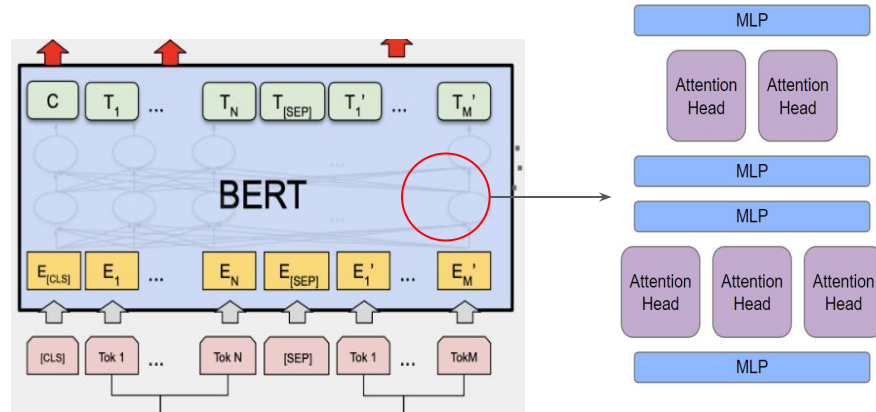 C T1 ... TN T[SEP] T1' ... TM'
...
BERT
...
E[CLS] E1 ... EN E[SEP] E1' ... EM'
[CLS] Tok 1 ... Tok N [SEP] Tok 1 ... TokM
MLP
Attention Attention
Head Head
MLP
MLP
Attention Attention Attention
Head Head Head
MLP